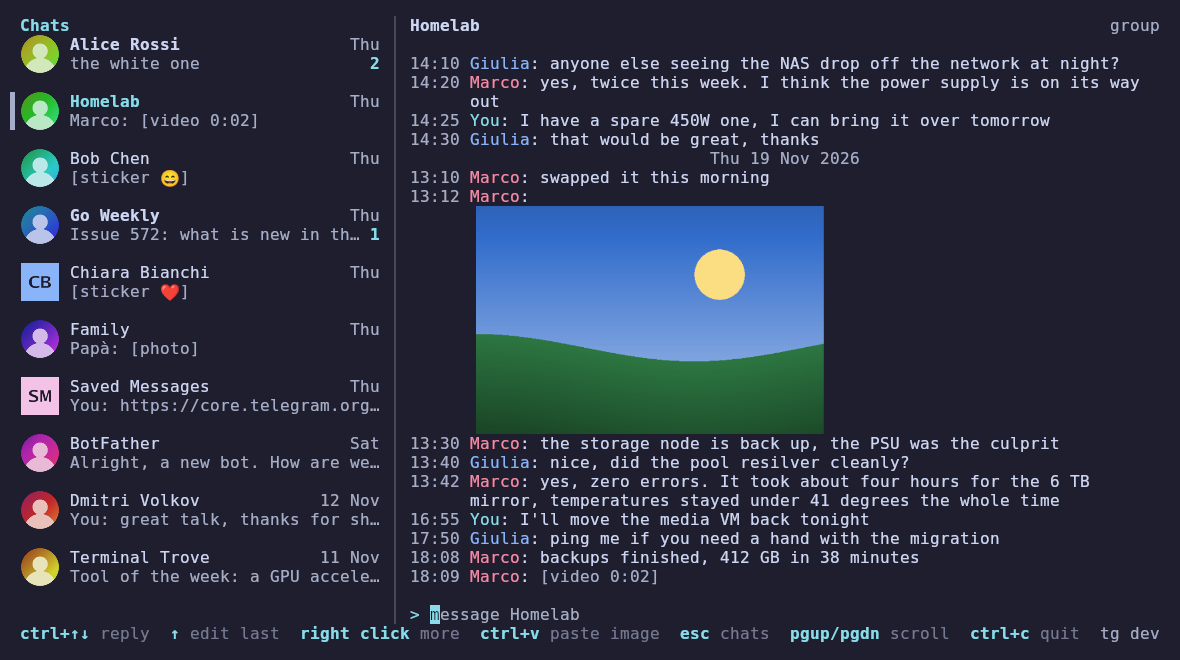 Chats
Alice Rossi Thu
the white one 2
Homelab Thu
Marco: [video 0:02]
Bob Chen Thu
[sticker 😄]
Go Weekly Thu
Issue 572: what is new in th… 1
CB
Chiara Bianchi Thu
[sticker ❤️]
Family Thu
Papà: [photo]
SM
Saved Messages Thu
You: https://core.telegram.org…
BotFather Sat
Alright, a new bot. How are we…
Dmitri Volkov 12 Nov
You: great talk, thanks for sh…
Terminal Trove 11 Nov
Tool of the week: a GPU accele…
Homelab group
14:10 Giulia: anyone else seeing the NAS drop off the network at night?
14:20 Marco: yes, twice this week. I think the power supply is on its way
out
14:25 You: I have a spare 450W one, I can bring it over tomorrow
14:30 Giulia: that would be great, thanks
Thu 19 Nov 2026
13:10 Marco: swapped it this morning
13:12 Marco:
13:30 Marco: the storage node is back up, the PSU was the culprit
13:40 Giulia: nice, did the pool resilver cleanly?
13:42 Marco: yes, zero errors. It took about four hours for the 6 TB
mirror, temperatures stayed under 41 degrees the whole time
16:55 You: I'll move the media VM back tonight
17:50 Giulia: ping me if you need a hand with the migration
18:08 Marco: backups finished, 412 GB in 38 minutes
18:09 Marco: [video 0:02]
> message Homelab
ctrl+↑↓ reply ↑ edit last right click more ctrl+v paste image esc chats pgup/pgdn scroll ctrl+c quit tg dev